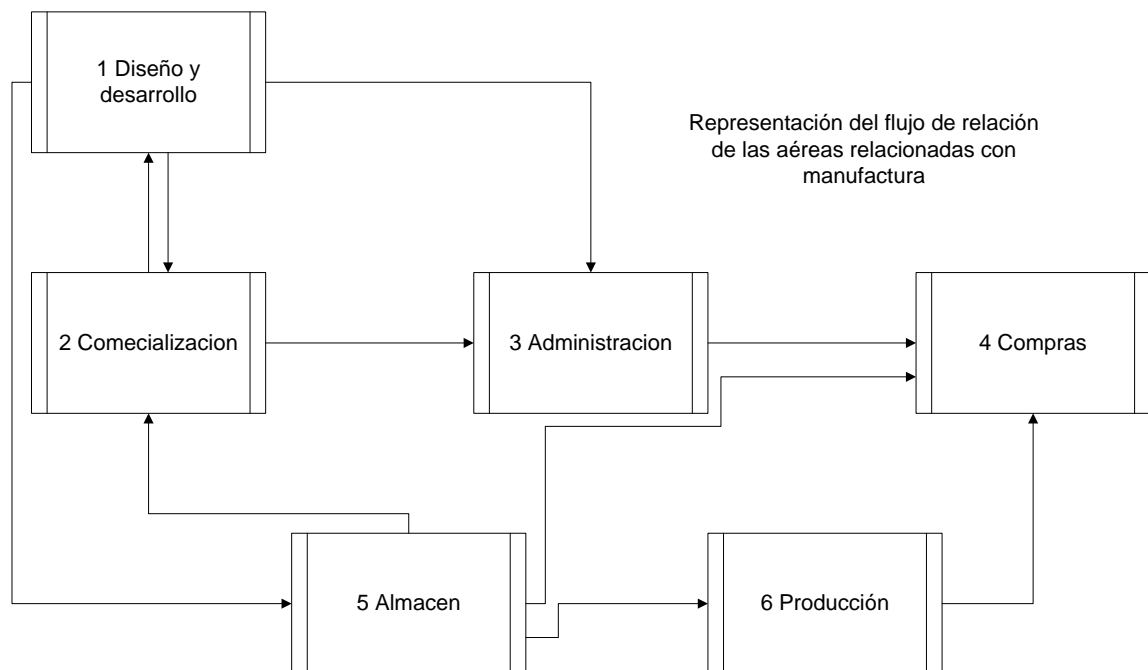 1 Diseño y
desarrollo
Representación del flujo de relación
de las aéreas relacionadas con
manufactura
2 Comecializacion
3 Administracion
4 Compras
5 Almacen
6 Producción